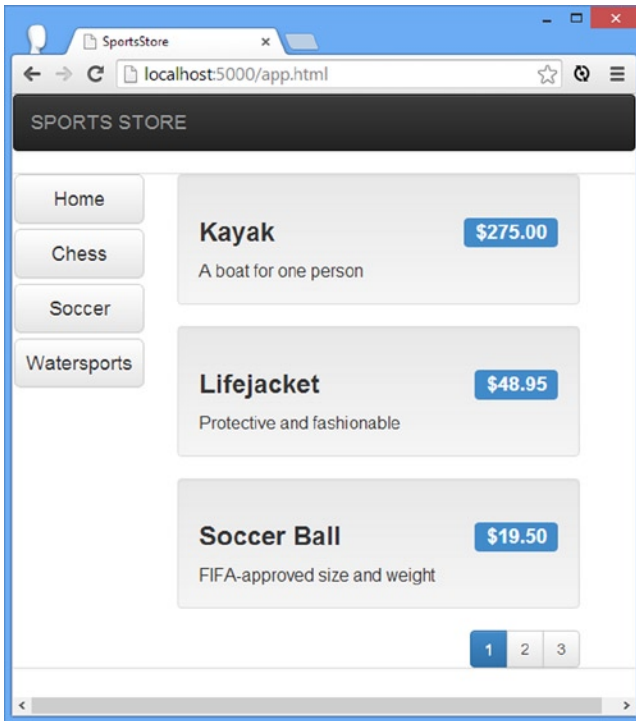 SportsStore
localhost:5000/app.html
SPORTS STORE
Home
Chess
Soccer
Watersports
Kayak $275.00
A boat for one person
Lifejacket $48.95
Protective and fashionable
Soccer Ball $19.50
FIFA-approved size and weight
1 2 3